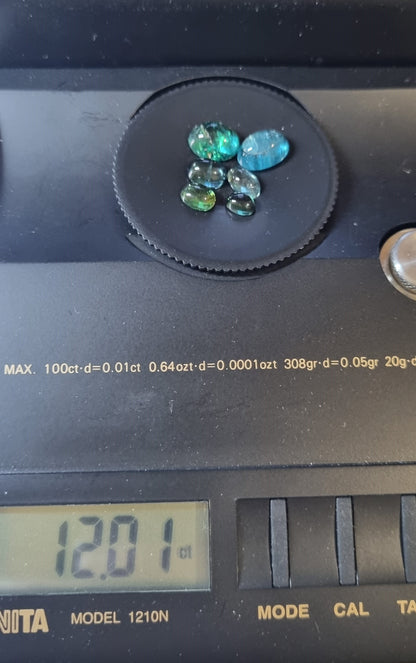 MAX. 100ct·d=0.01ct 0.64ozt·d=0.0001ozt 308gr·d=0.05gr 20g·d
12.01 ct
NITA MODEL 1210N
MODE CAL TA